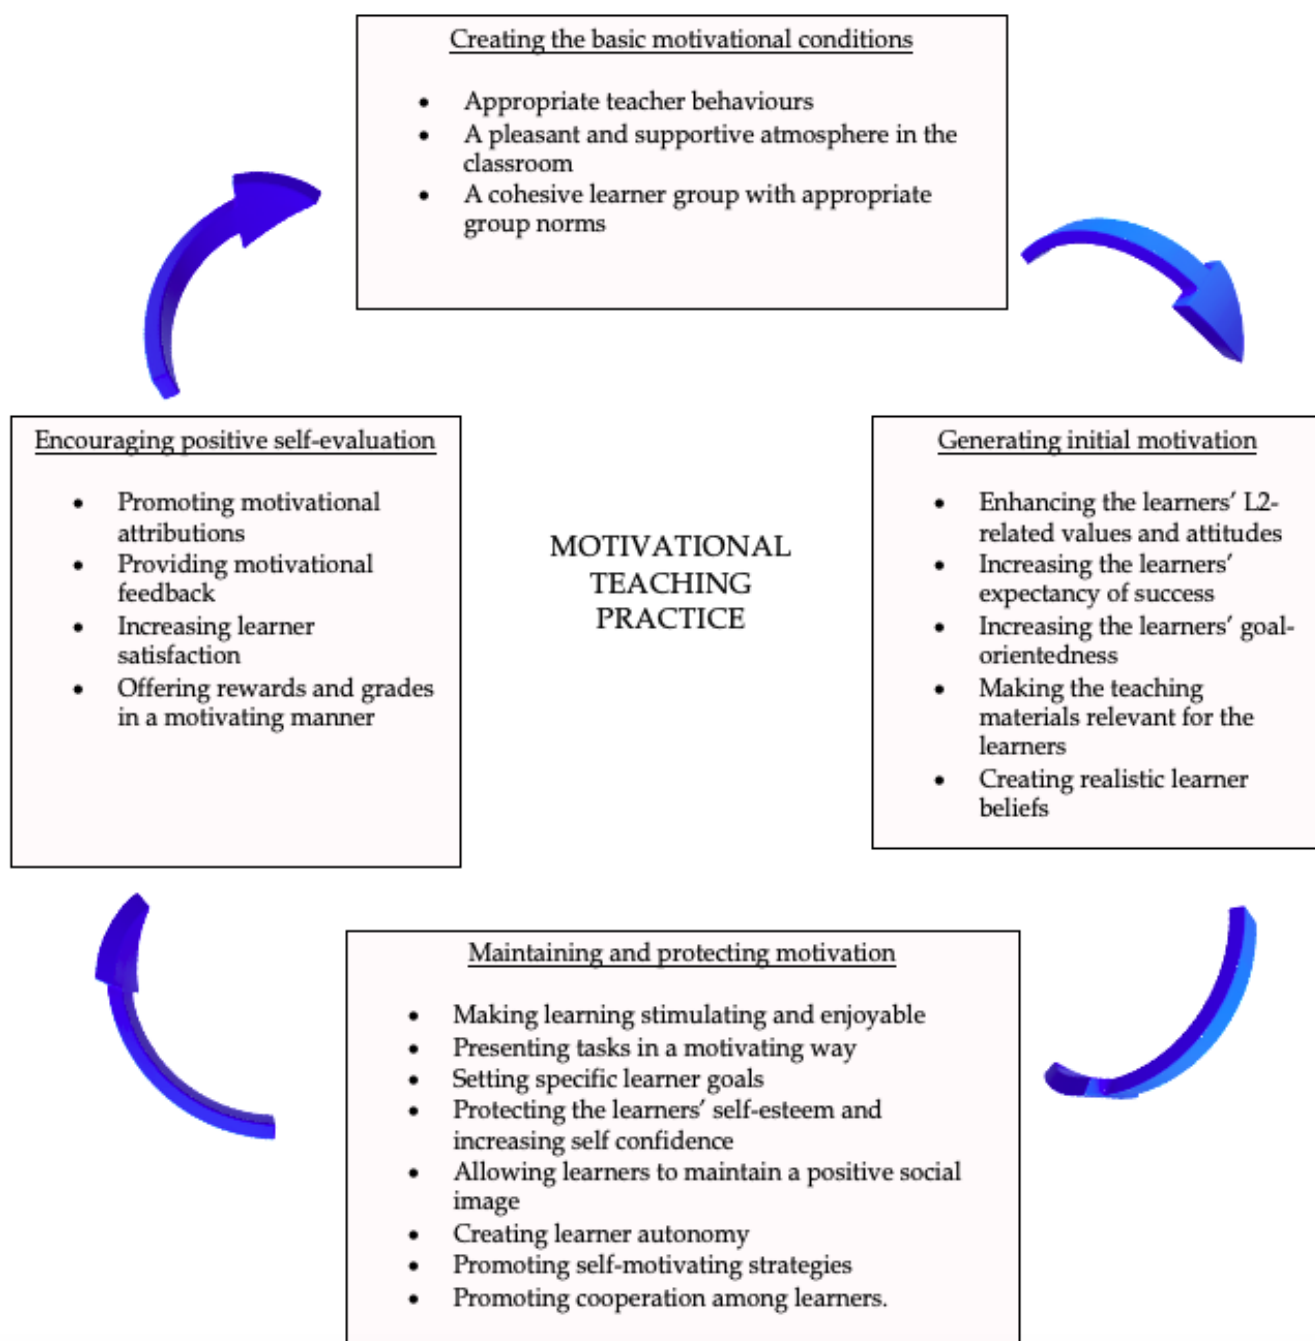 Creating the basic motivational conditions
• Appropriate teacher behaviours
• A pleasant and supportive atmosphere in the
classroom
• A cohesive learner group with appropriate
group norms
Encouraging positive self-evaluation
• Promoting motivational
attributions
• Providing motivational
feedback
• Increasing learner
satisfaction
• Offering rewards and grades
in a motivating manner
MOTIVATIONAL
TEACHING
PRACTICE
Generating initial motivation
• Enhancing the learners’ L2-
related values and attitudes
• Increasing the learners’
expectancy of success
• Increasing the learners’ goal-
orientedness
• Making the teaching
materials relevant for the
learners
• Creating realistic learner
beliefs
Maintaining and protecting motivation
• Making learning stimulating and enjoyable
• Presenting tasks in a motivating way
• Setting specific learner goals
• Protecting the learners’ self-esteem and
increasing self confidence
• Allowing learners to maintain a positive social
image
• Creating learner autonomy
• Promoting self-motivating strategies
• Promoting cooperation among learners.